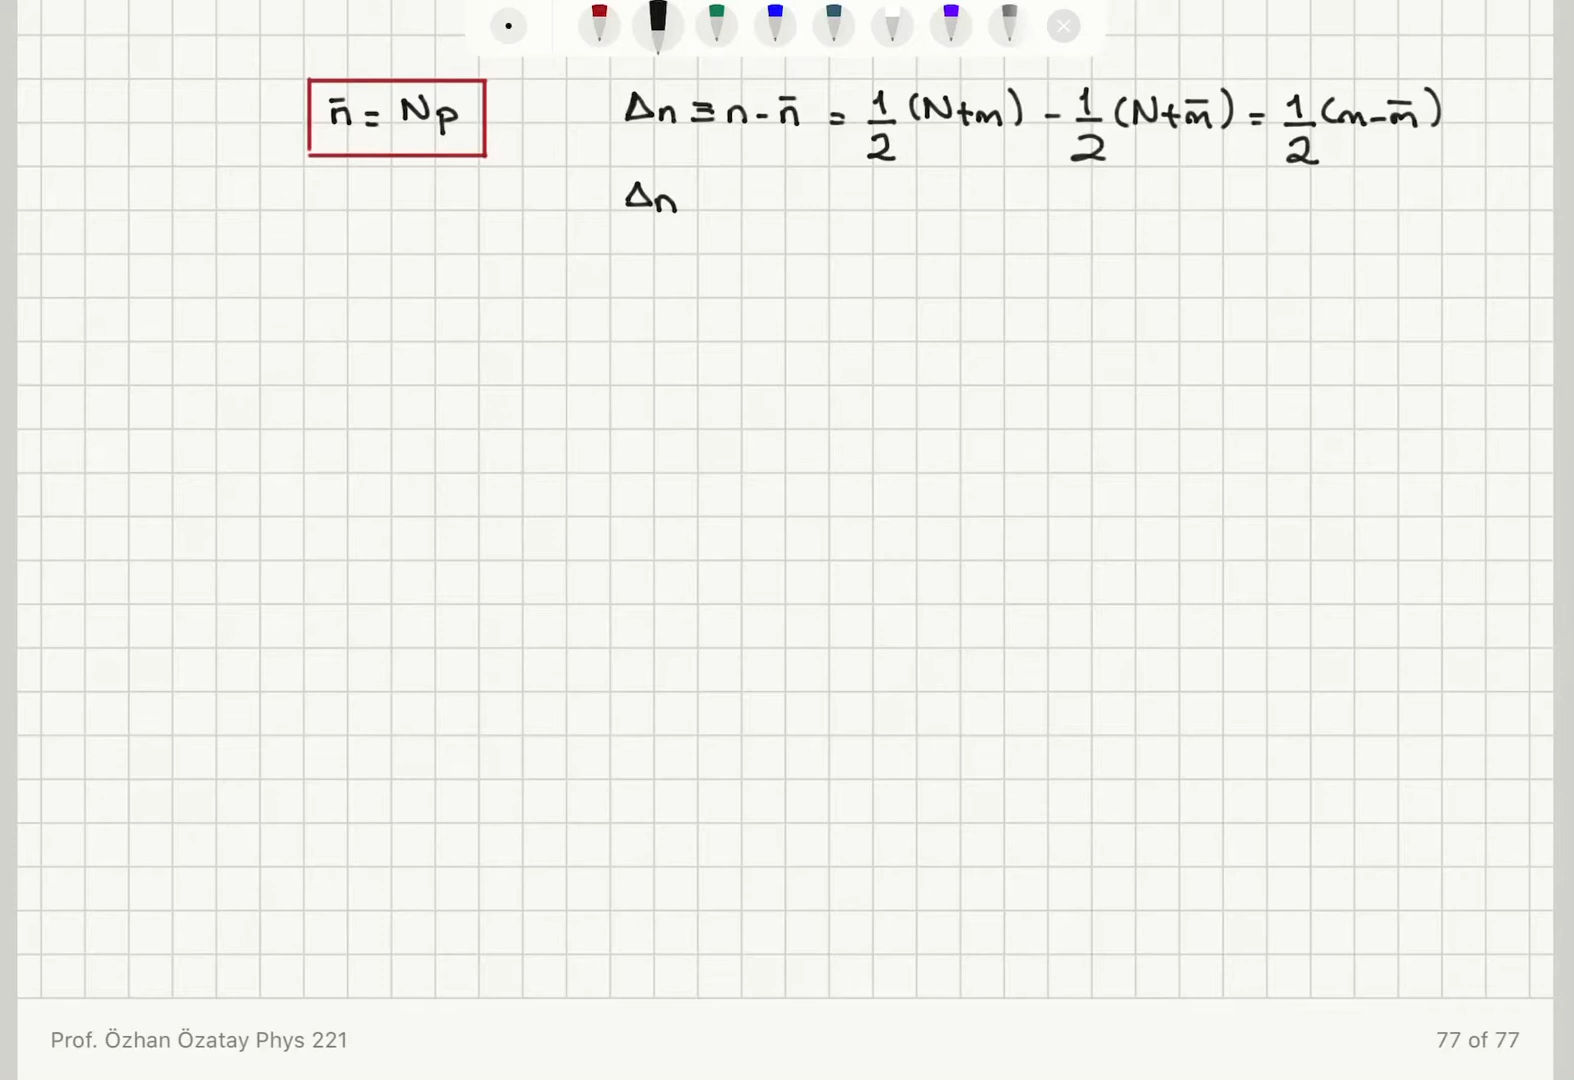 n̄ = Np
Δn ≡ n - n̄ = 1/2 (N+m) - 1/2 (N+m̄) = 1/2 (m-m̄)
Δn
Prof. Özhan Özatay Phys 221
77 of 77